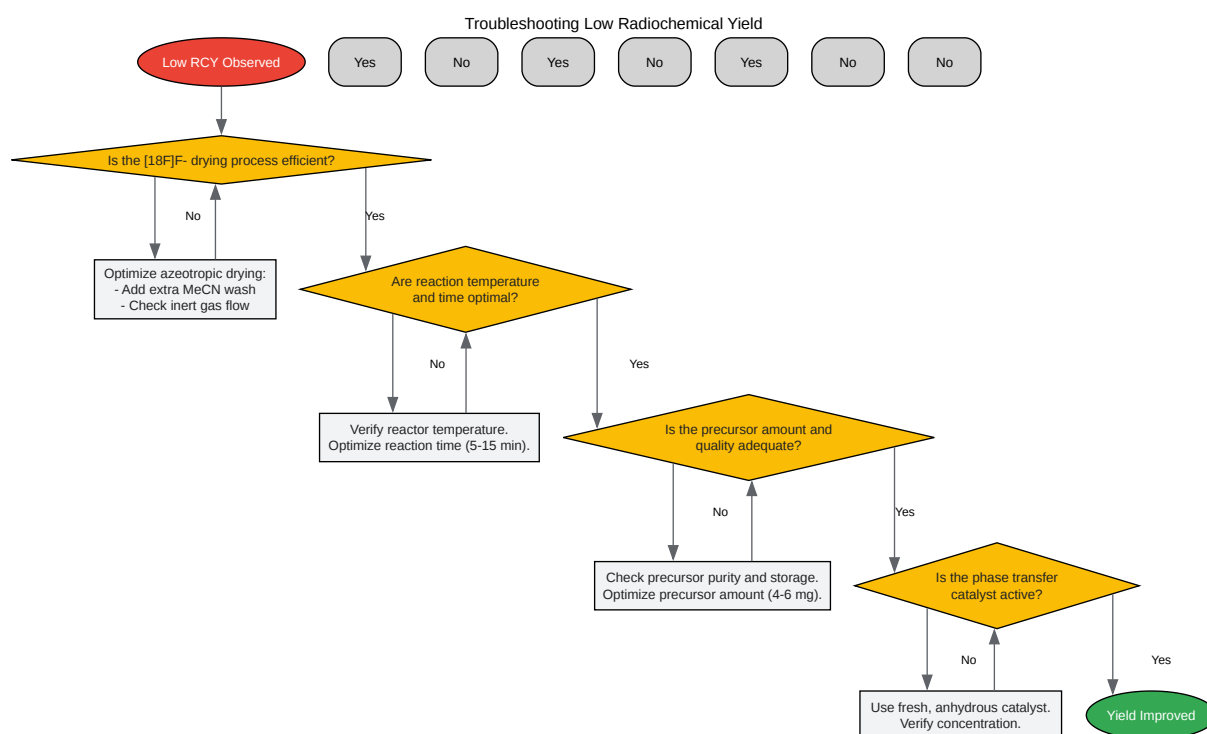 Troubleshooting Low Radiochemical Yield
Low RCY Observed
Yes
No
Yes
No
Yes
No
No
Is the [18F]F- drying process efficient?
No
Yes
Optimize azeotropic drying:
- Add extra MeCN wash
- Check inert gas flow
Are reaction temperature
and time optimal?
No
Yes
Verify reactor temperature.
Optimize reaction time (5-15 min).
Is the precursor amount and
quality adequate?
No
Yes
Check precursor purity and storage.
Optimize precursor amount (4-6 mg).
Is the phase transfer
catalyst active?
No
Yes
Use fresh, anhydrous catalyst.
Verify concentration.
Yield Improved